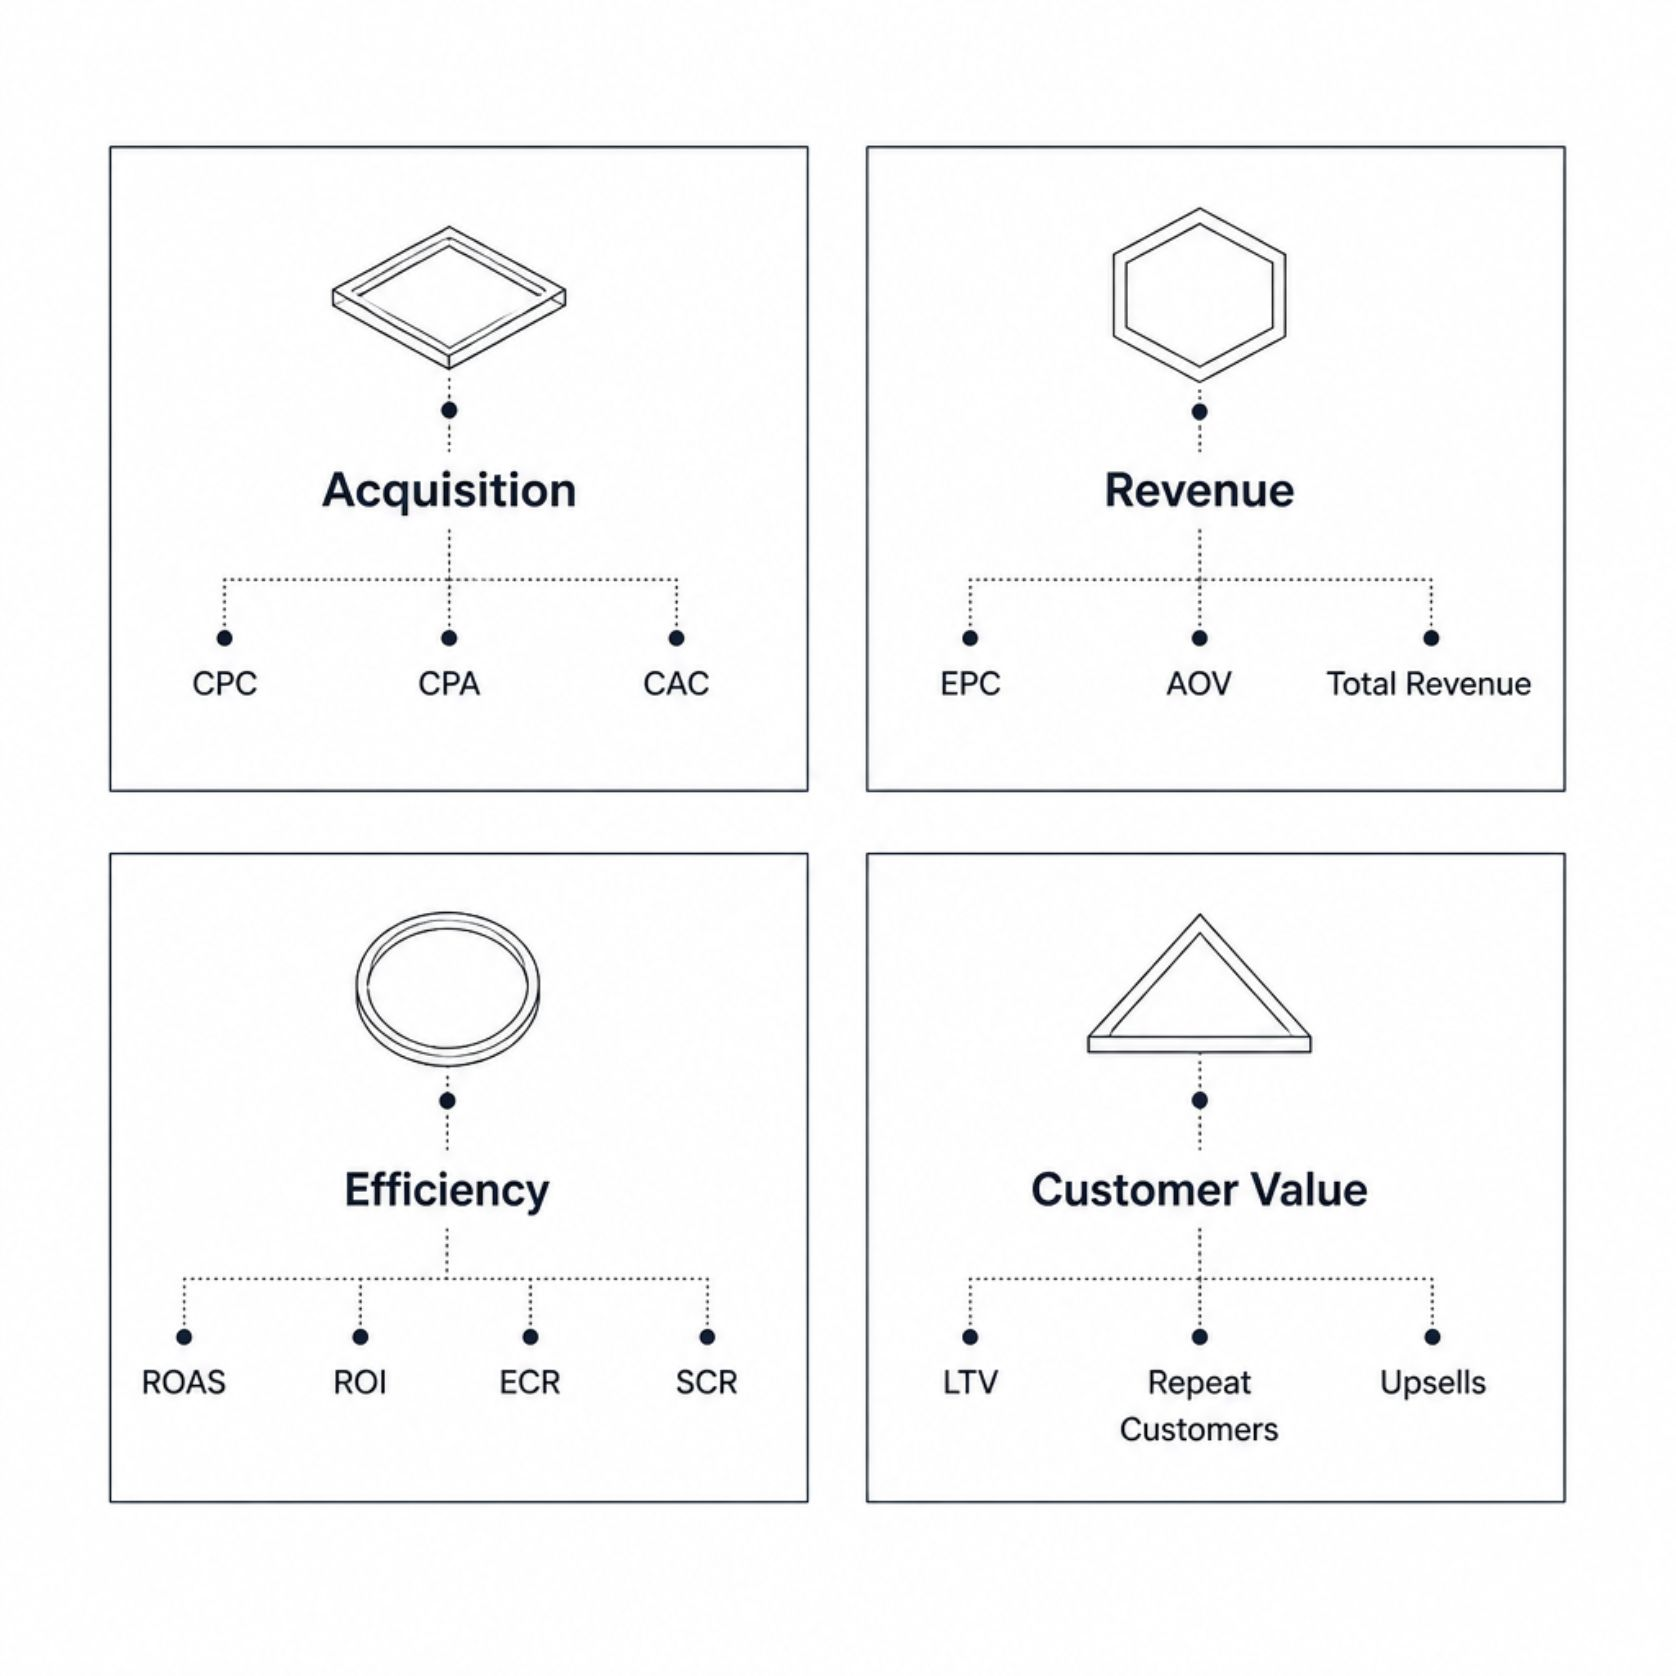 Acquisition
CPC CPA CAC
Revenue
EPC AOV Total Revenue
Efficiency
ROAS ROI ECR SCR
Customer Value
LTV Repeat Customers Upsells